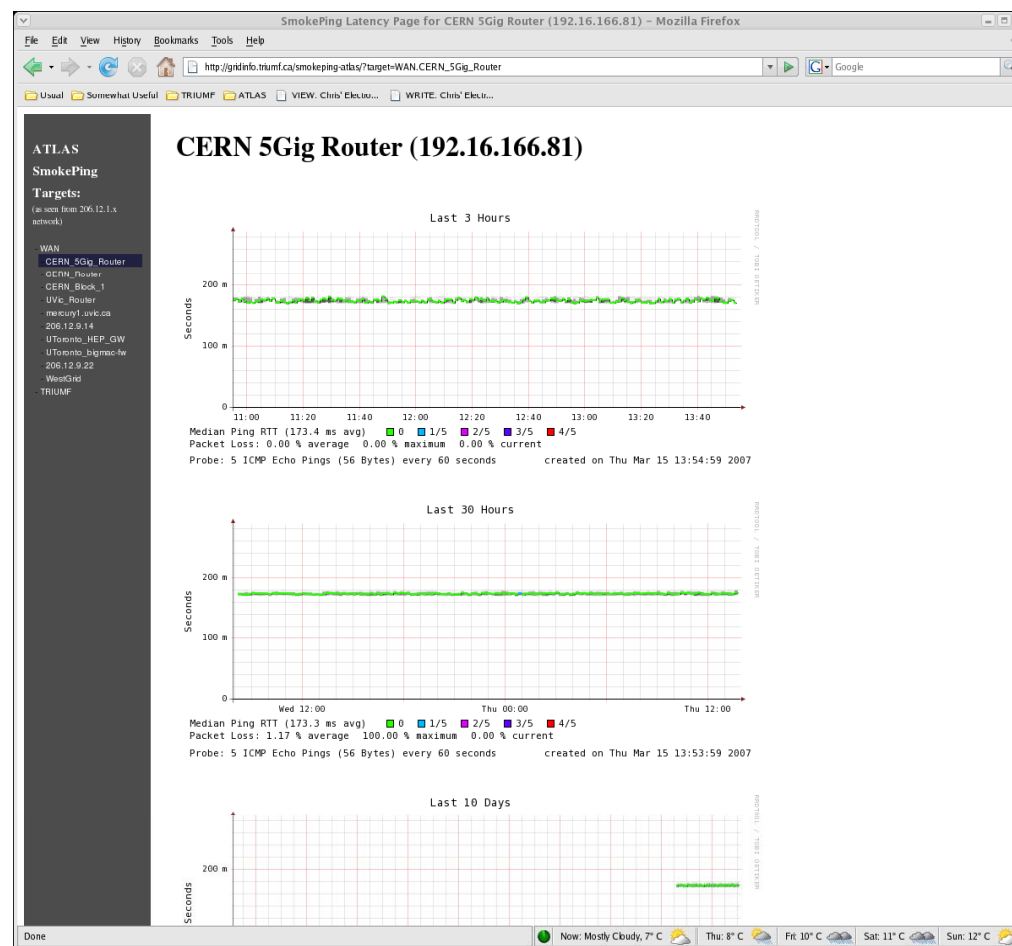 SmokePing Latency Page for CERN 5Gig Router (192.16.166.81) - Mozilla Firefox
File Edit View History Bookmarks Tools Help
http://gridinfo.triumf.ca/smokeping-atlas/?target=WAN.CERN_5Gig_Router
G Google
Usual Somewhat Useful TRIUMF ATLAS VIEW. Chris' Electro... WRITE. Chris' Electr...
ATLAS
SmokePing
Targets:
(as seen from 206.12.1.x
network)
- WAN
CERN_5Gig_Router
- CERN_Router
- CERN_Block_1
- UVic_Router
- mercury1.uvic.ca
- 206.12.9.14
- UToronto_HEP_GW
- UToronto_bigmac-fw
- 206.12.9.22
- WestGrid
- TRIUMF
CERN 5Gig Router (192.16.166.81)
Last 3 Hours
RRDTOOL / TOBI OETIKER
Seconds
200 m
100 m
0
11:00 11:20 11:40 12:00 12:20 12:40 13:00 13:20 13:40
Median Ping RTT (173.4 ms avg) 0 1/5 2/5 3/5 4/5
Packet Loss: 0.00 % average 0.00 % maximum 0.00 % current
Probe: 5 ICMP Echo Pings (56 Bytes) every 60 seconds created on Thu Mar 15 13:54:59 2007
Last 30 Hours
RRDTOOL / TOBI OETIKER
Seconds
200 m
100 m
0
Wed 12:00 Thu 00:00 Thu 12:00
Median Ping RTT (173.3 ms avg) 0 1/5 2/5 3/5 4/5
Packet Loss: 1.17 % average 100.00 % maximum 0.00 % current
Probe: 5 ICMP Echo Pings (56 Bytes) every 60 seconds created on Thu Mar 15 13:53:59 2007
Last 10 Days
RRDTOOL / TOBI OETIKER
Seconds
200 m
Done
Now: Mostly Cloudy, 7° C Thu: 8° C Fri: 10° C Sat: 11° C Sun: 12° C